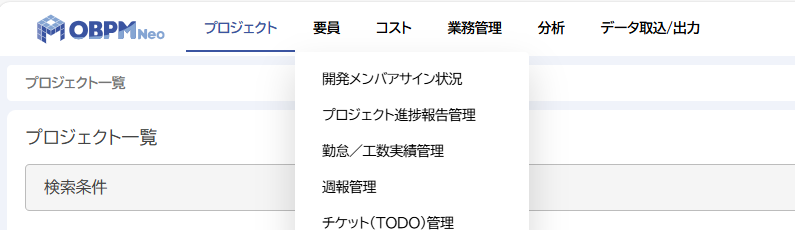 OBPM Neo プロジェクト 要員 コスト 業務管理 分析 データ取込/出力
プロジェクト一覧
プロジェクト一覧
検索条件
開発メンバアサイン状況
プロジェクト進捗報告管理
勤怠／工数実績管理
週報管理
チケット(TODO)管理